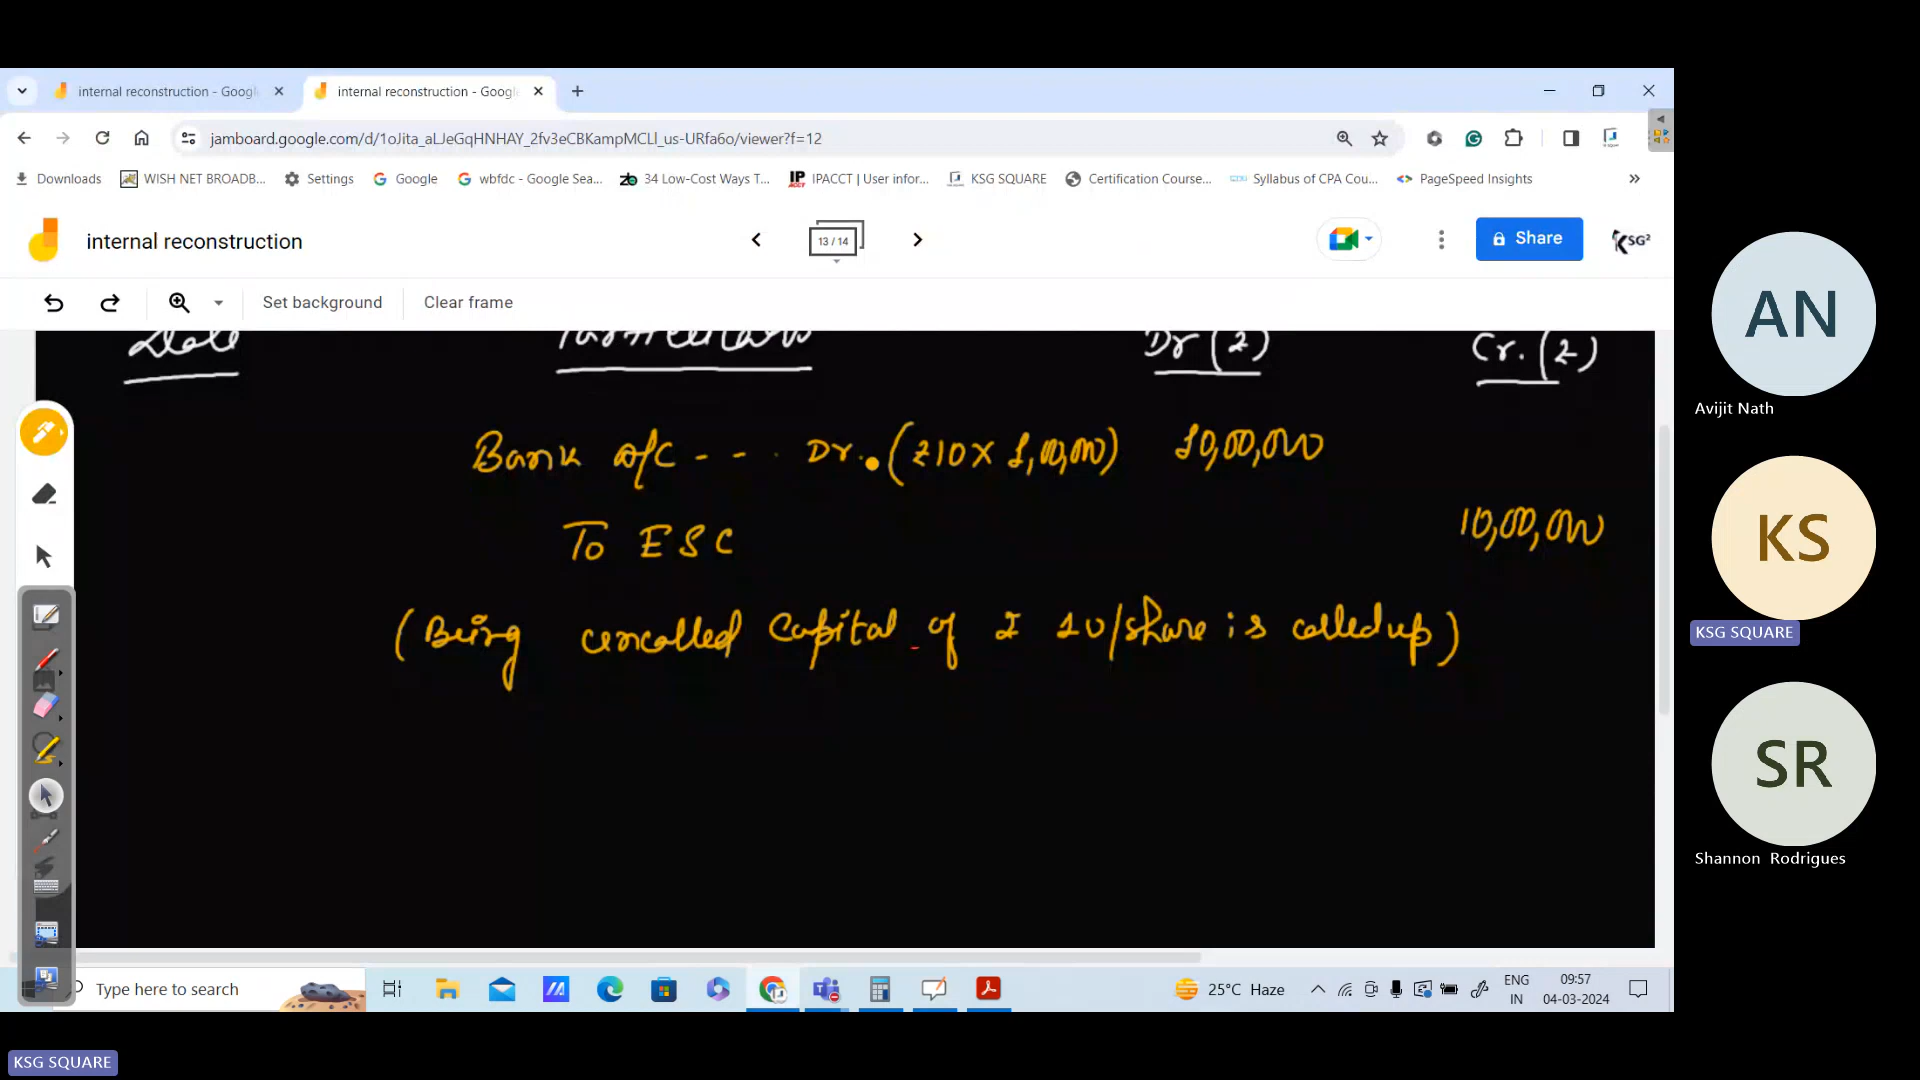 internal reconstruction - Googl
internal reconstruction - Google
jamboard.google.com/d/1oJita_aLJeGqHNHAY_2fv3eCBKampMCLl_us-URfa6o/viewer?f=12
Downloads WISH NET BROADB... Settings Google wbfdc - Google Sea... 34 Low-Cost Ways T... IPACCT | User infor... KSG SQUARE Certification Course... Syllabus of CPA Cou... PageSpeed Insights
internal reconstruction 13 / 14 Share KSG²
Set background Clear frame
Date Particulars Dr (₹) Cr. (₹)
Bank A/C - - . Dr. (₹10 X 1,00,000) 10,00,000
To ESC 10,00,000
(Being uncalled Capital of ₹ 10/share is called up)
AN
Avijit Nath
KS
KSG SQUARE
SR
Shannon Rodrigues
Type here to search 25°C Haze ENG IN 09:57 04-03-2024
KSG SQUARE